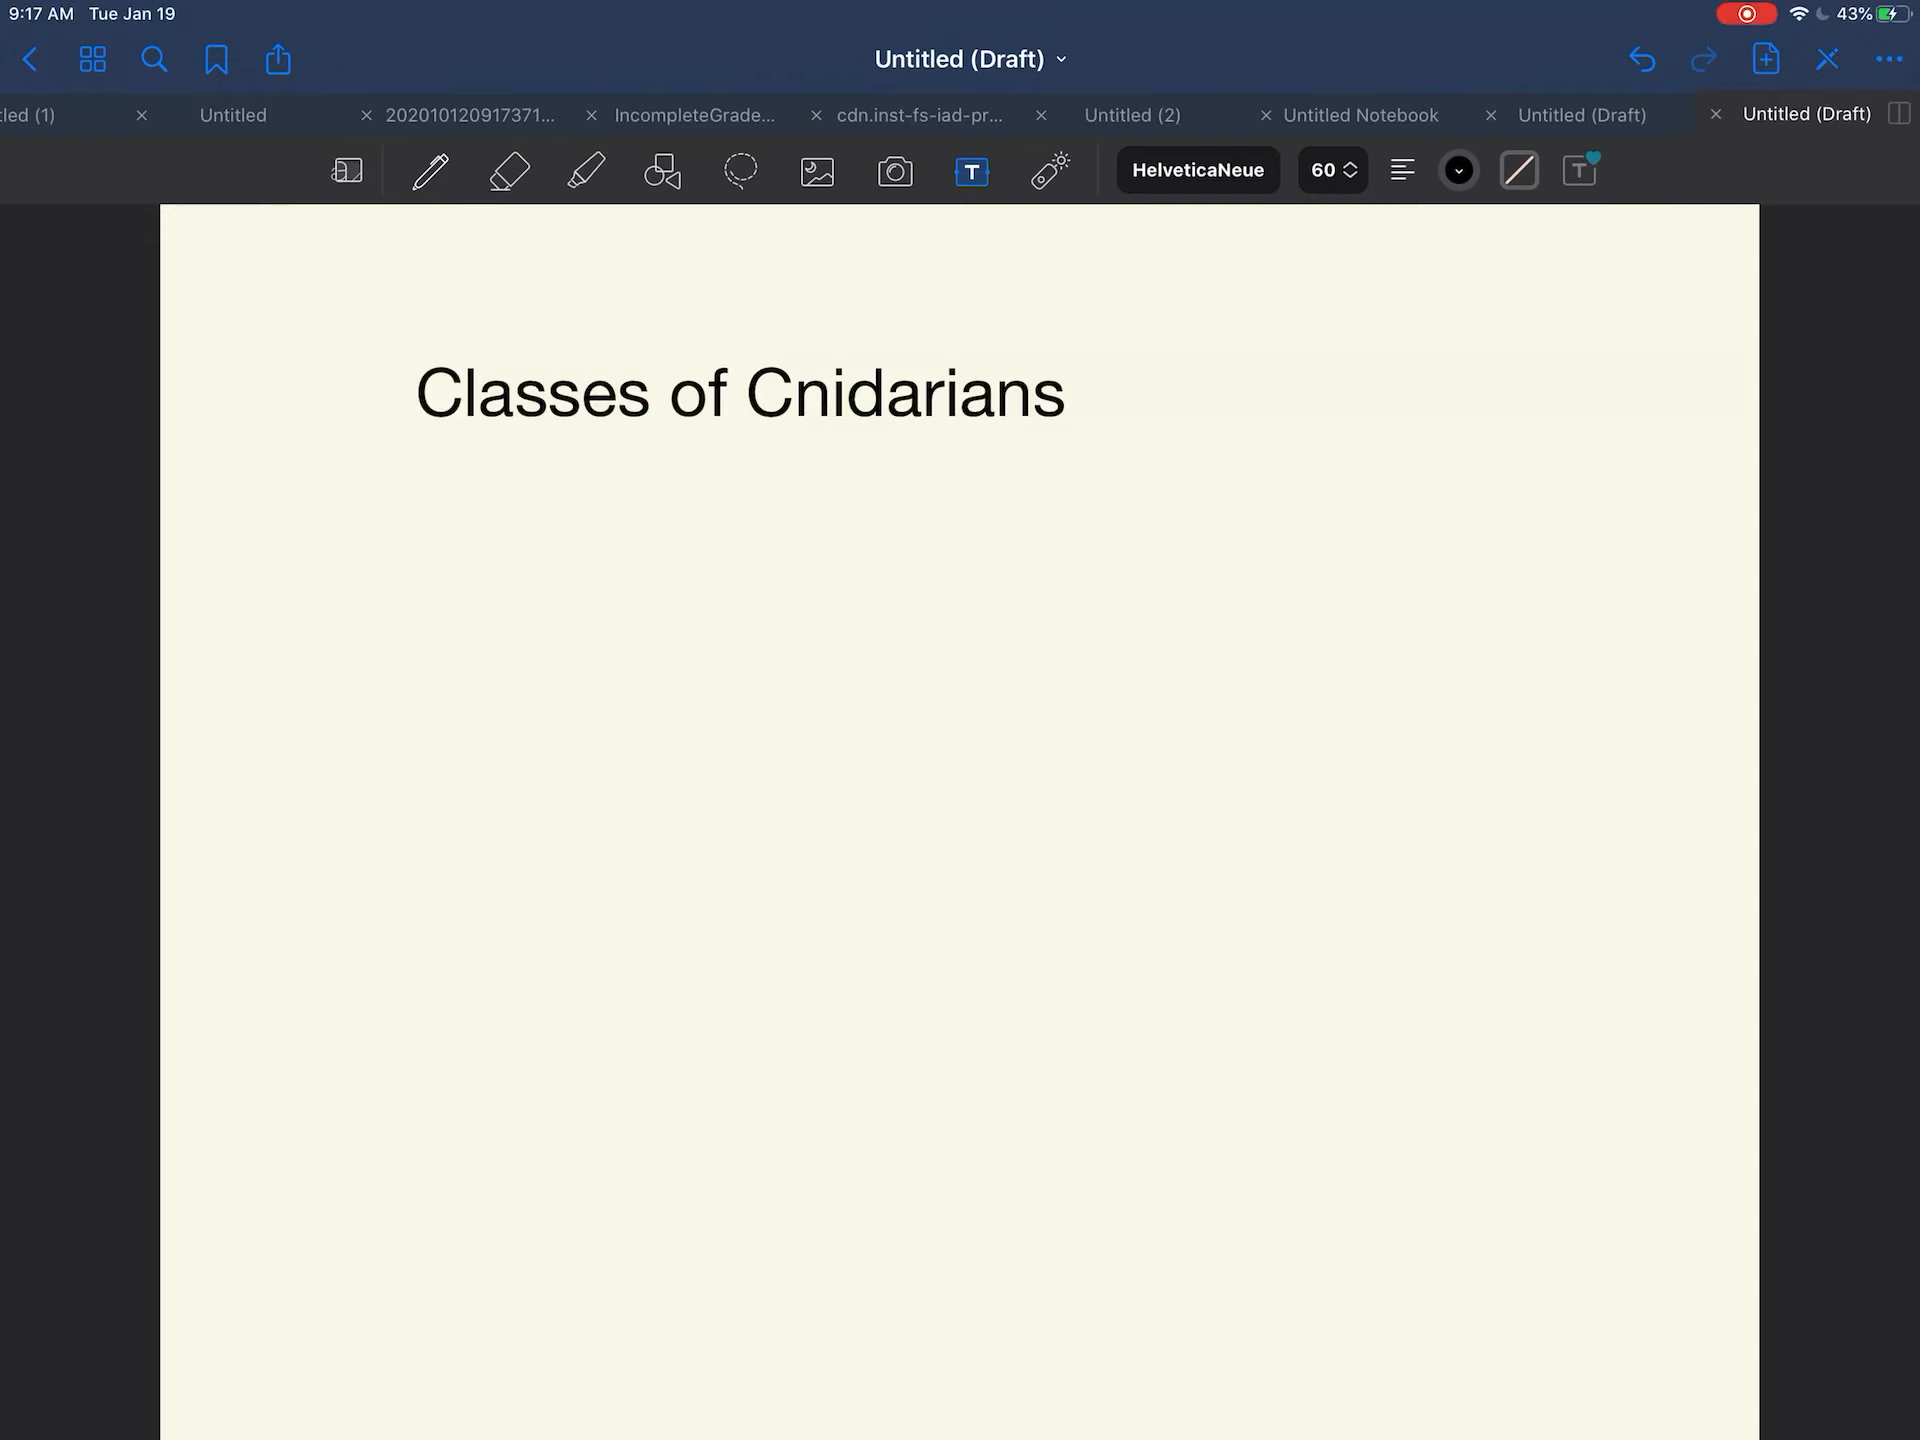 9:17 AM Tue Jan 19 43%
Untitled (Draft)
tled (1) Untitled 202010120917371... IncompleteGrade... cdn.inst-fs-iad-pr... Untitled (2) Untitled Notebook Untitled (Draft) Untitled (Draft)
T HelveticaNeue 60 T
Classes of Cnidarians